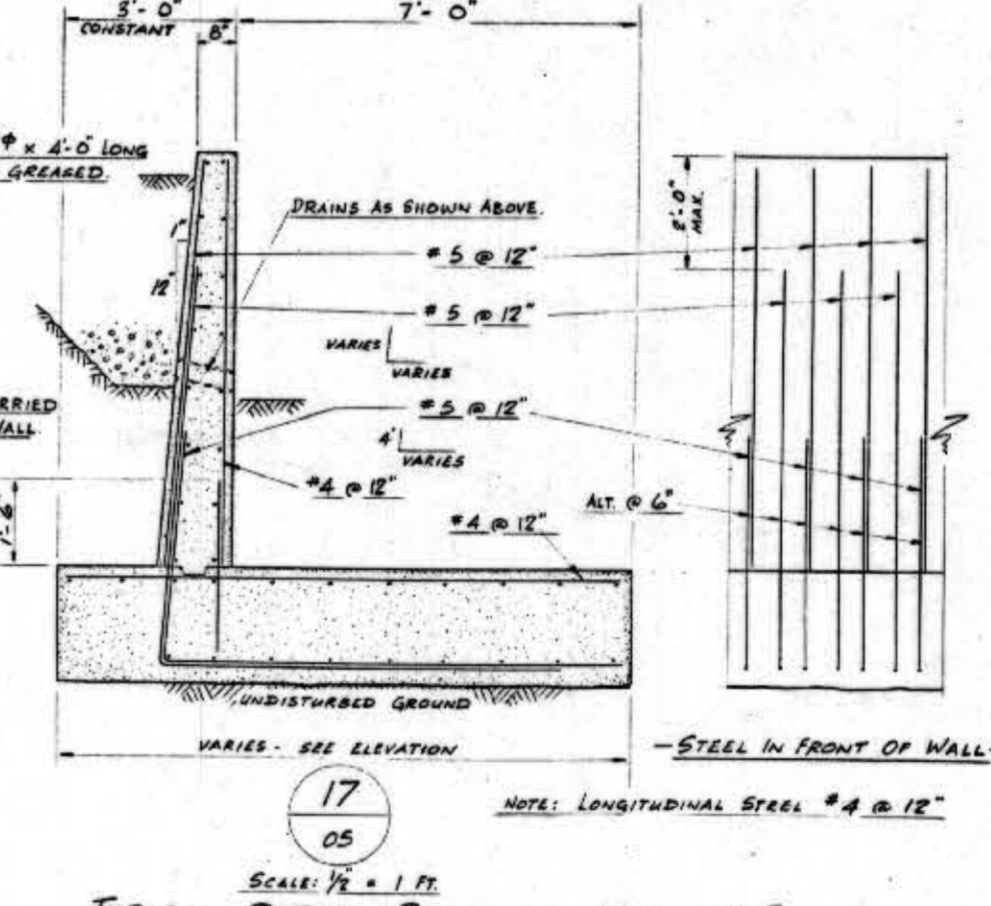 3'-0"
CONSTANT
8"
7'-0"
φ x 4'-0" LONG
GREASED
DRAINS AS SHOWN ABOVE.
1"
12"
# 5 @ 12"
# 5 @ 12"
2'-0"
MAX.
VARIES
VARIES
# 5 @ 12"
4'
VARIES
RRIED
WALL
#4 @ 12"
ALT. @ 6"
1'-6"
#4 @ 12"
UNDISTURBED GROUND
VARIES - SEE ELEVATION
- STEEL IN FRONT OF WALL -
17
05
NOTE: LONGITUDINAL STEEL #4 @ 12"
SCALE: 1/2" = 1 FT.